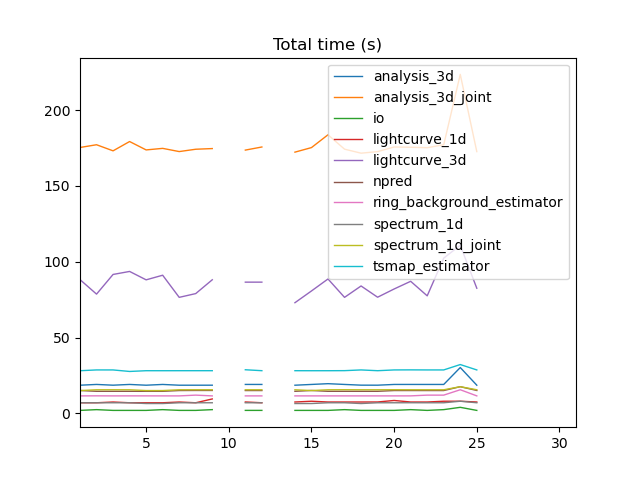 Total time (s)
200
150
100
50
0
analysis_3d
analysis_3d_joint
io
lightcurve_1d
lightcurve_3d
npred
ring_background_estimator
spectrum_1d
spectrum_1d_joint
tsmap_estimator
5
10
15
20
25
30